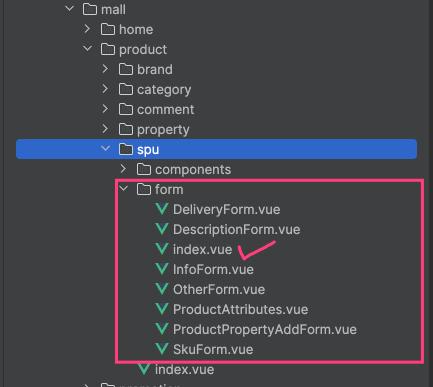 mall
home
product
brand
category
comment
property
spu
components
form
DeliveryForm.vue
DescriptionForm.vue
index.vue
InfoForm.vue
OtherForm.vue
ProductAttributes.vue
ProductPropertyAddForm.vue
SkuForm.vue
index.vue